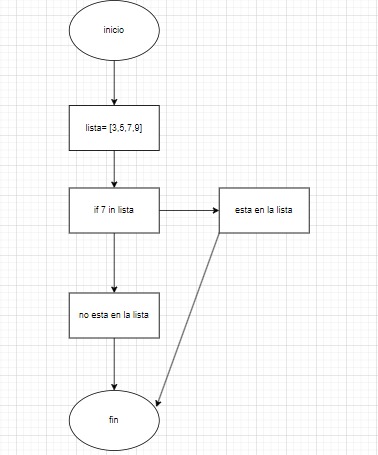 inicio
lista= [3,5,7,9]
if 7 in lista
esta en la lista
no esta en la lista
fin